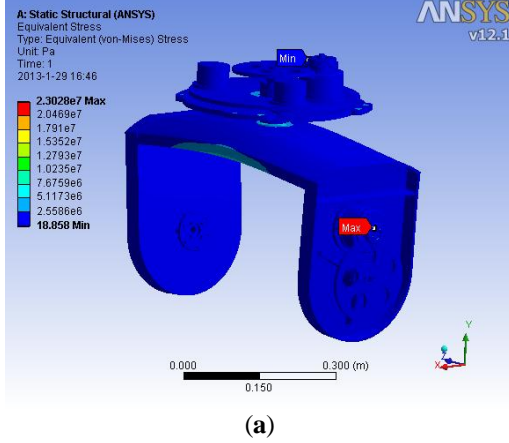 A: Static Structural (ANSYS)
Equivalent Stress
Type: Equivalent (von-Mises) Stress
Unit: Pa
Time: 1
2013-1-29 16:46
ANSYS
v12.1
2.3028e7 Max
2.0469e7
1.791e7
1.5352e7
1.2793e7
1.0235e7
7.6759e6
5.1173e6
2.5586e6
18.858 Min
Min
Max
0.000
0.300 (m)
0.150
Y
Z
X
(a)